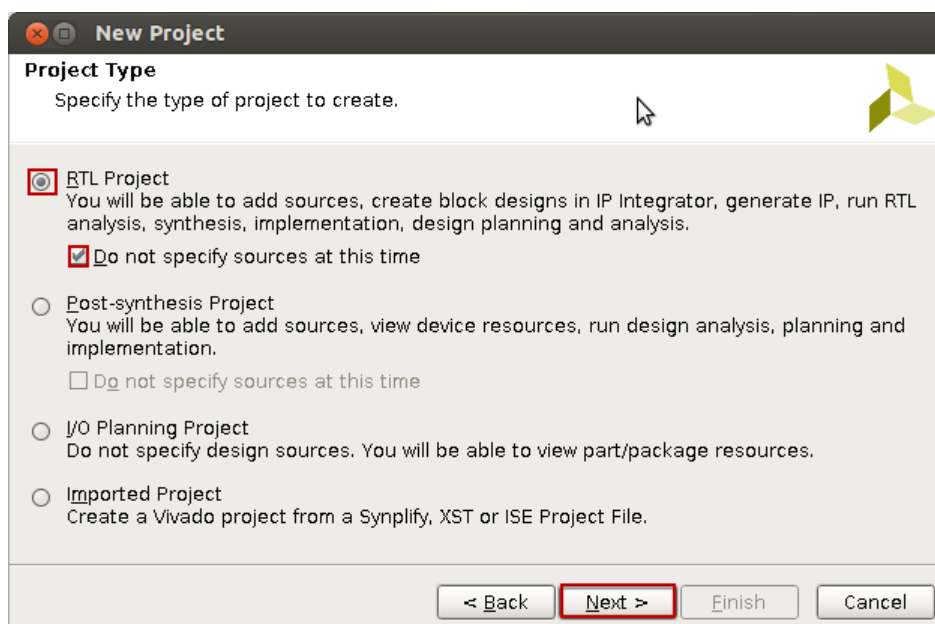 New Project
Project Type
Specify the type of project to create.
RTL Project
You will be able to add sources, create block designs in IP Integrator, generate IP, run RTL
analysis, synthesis, implementation, design planning and analysis.
Do not specify sources at this time
Post-synthesis Project
You will be able to add sources, view device resources, run design analysis, planning and
implementation.
Do not specify sources at this time
I/O Planning Project
Do not specify design sources. You will be able to view part/package resources.
Imported Project
Create a Vivado project from a Synplify, XST or ISE Project File.
< Back Next > Finish Cancel